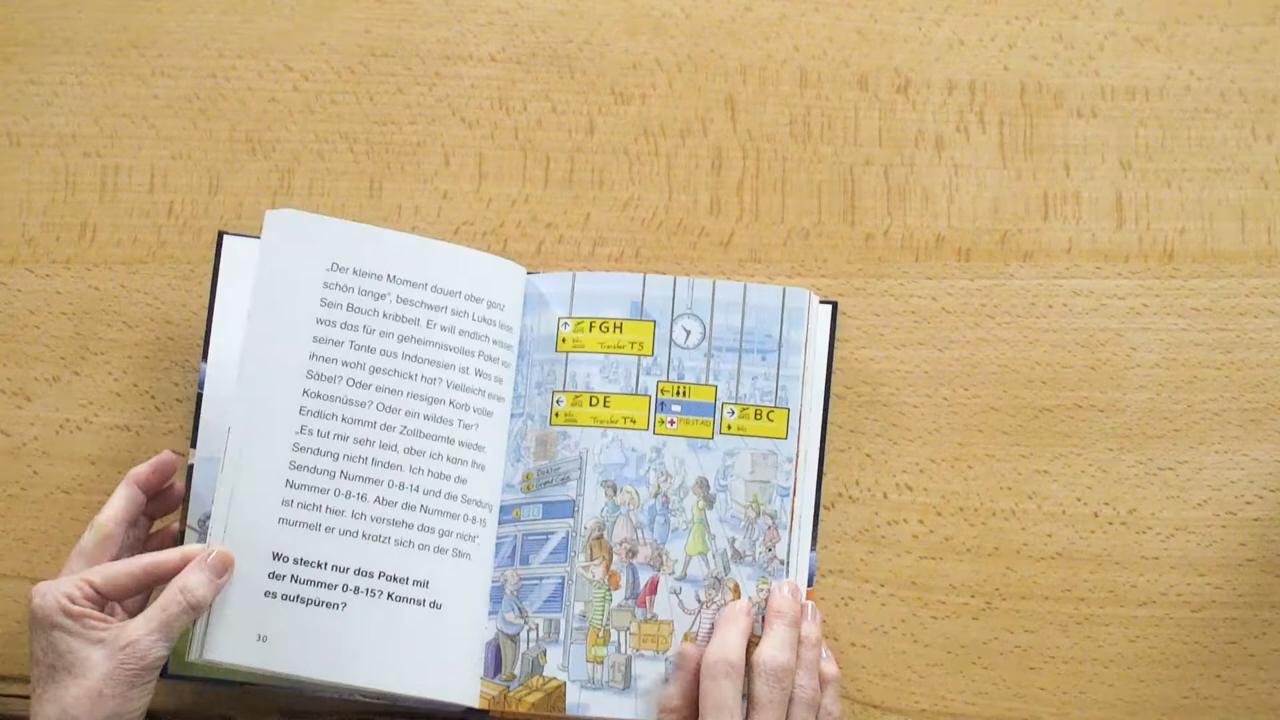 „Der kleine Moment dauert aber ganz
schön lange“, beschwert sich Lukas leise.
Sein Bauch kribbelt. Er will endlich wissen,
was das für ein geheimnisvolles Paket von
seiner Tante aus Indonesien ist. Was sie
ihnen wohl geschickt hat? Vielleicht einen
Säbel? Oder einen riesigen Korb voller
Kokosnüsse? Oder ein wildes Tier?
Endlich kommt der Zollbeamte wieder.
„Es tut mir sehr leid, aber ich kann Ihre
Sendung nicht finden. Ich habe die
Sendung Nummer 0-8-14 und die Sendung
Nummer 0-8-16. Aber die Nummer 0-8-15
ist nicht hier. Ich verstehe das gar nicht“,
murmelt er und kratzt sich an der Stirn.
Wo steckt nur das Paket mit
der Nummer 0-8-15? Kannst du
es aufspüren?
30
FGH
Transfer T5
DE
Transfer T4
FIRST AID
BC
Doktor